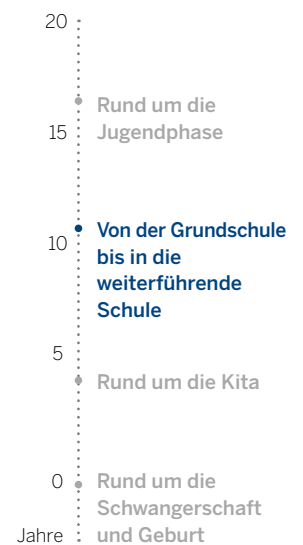 20
Rund um die
15 Jugendphase
Von der Grundschule
10
bis in die
weiterführende
Schule
5
Rund um die Kita
0 Rund um die
Schwangerschaft
Jahre und Geburt